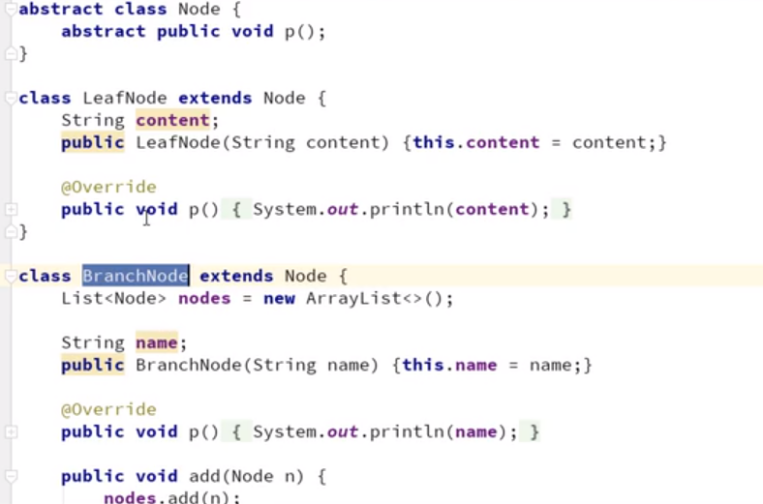 abstract class Node {
    abstract public void p();
}
class LeafNode extends Node {
    String content;
    public LeafNode(String content) {this.content = content;}
    @Override
    public void p() { System.out.println(content); }
}
class BranchNode extends Node {
    List<Node> nodes = new ArrayList<>();
    String name;
    public BranchNode(String name) {this.name = name;}
    @Override
    public void p() { System.out.println(name); }
    public void add(Node n) {
        nodes.add(n);